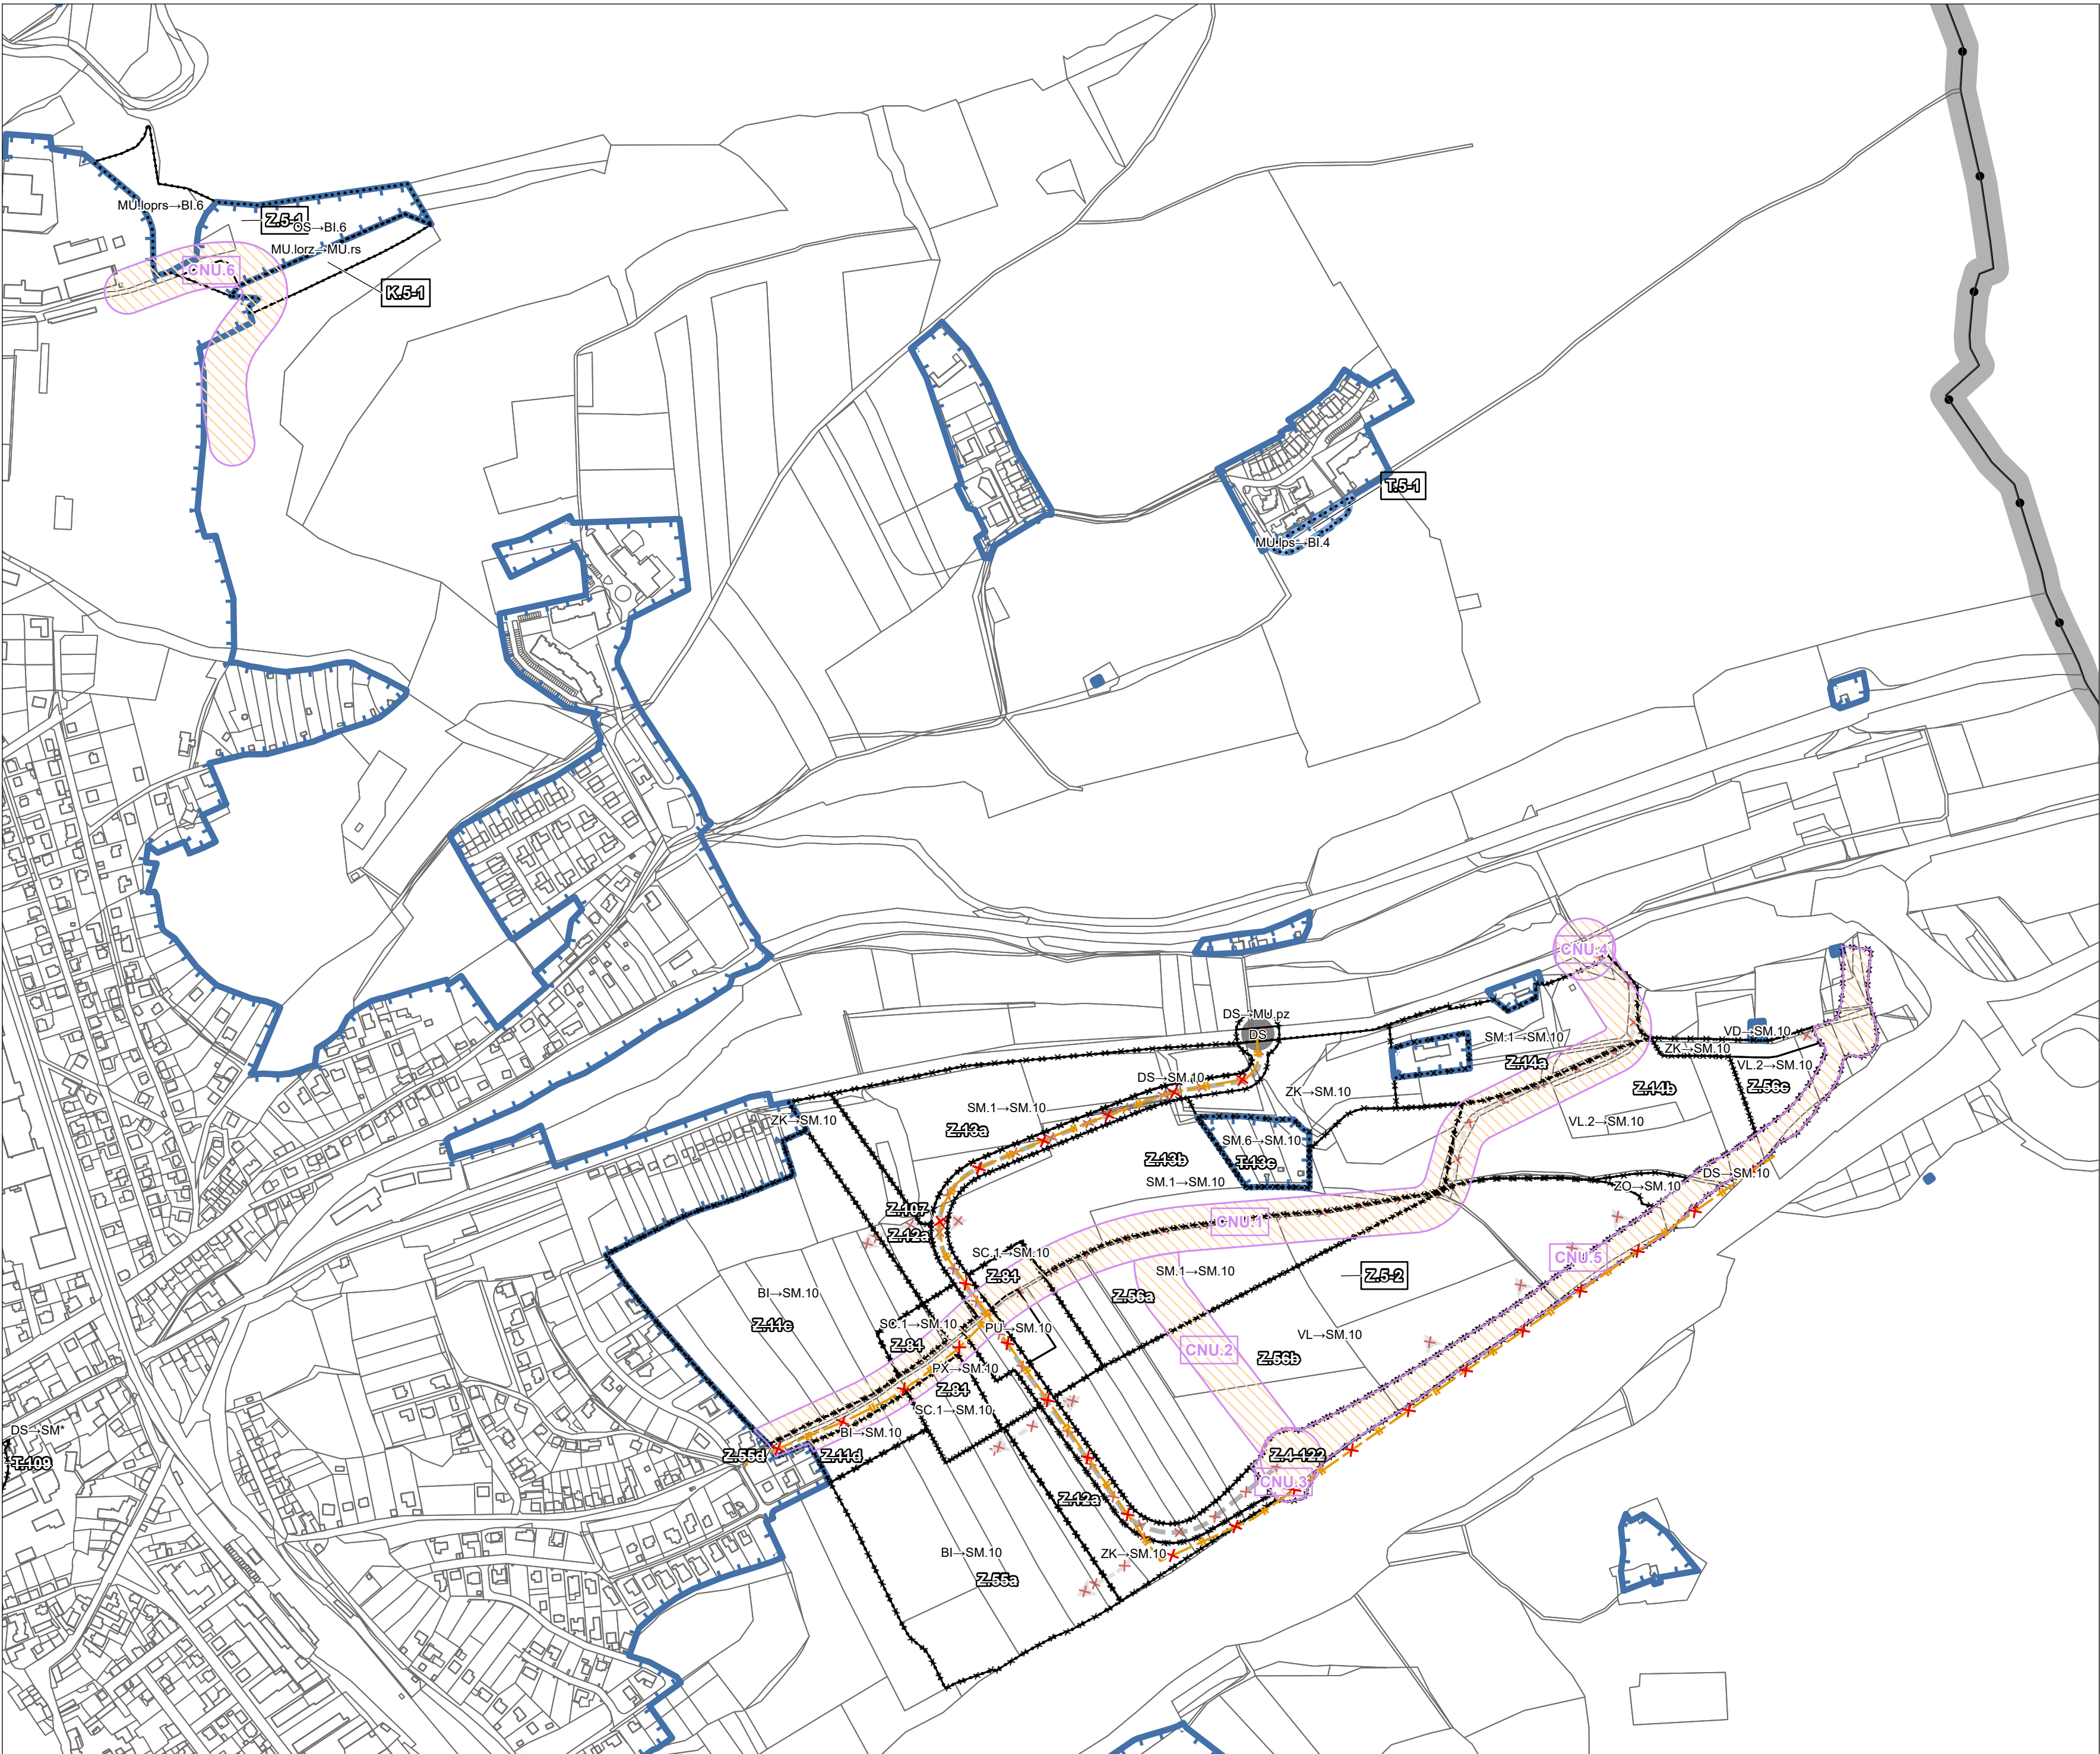 MU.loprs→BI.6
Z.5-1
OS→BI.6
MU.lorz→MU.rs
CNU.6
K.5-1
T.5-1
MU.lps→BI.4
CNU.4
DS→MU.pz
DS
VD→SM.10
SM.1→SM.10
ZK→SM.10
Z.14a
VL.2→SM.10
DS→SM.10
Z.14b
Z.56c
ZK→SM.10
SM.1→SM.10
ZK→SM.10
VL.2→SM.10
Z.13a
SM.6→SM.10
Z.13b
T.13c
DS→SM.10
SM.1→SM.10
ZO→SM.10
Z.107
CNU.1
Z.12a
SC.1→SM.10
CNU.5
SM.1→SM.10
Z.84
Z.5-2
BI→SM.10
Z.56a
Z.11c
SC.1→SM.10
PU→SM.10
VL→SM.10
Z.84
CNU.2
Z.56b
PX→SM.10
Z.84
SC.1→SM.10
DS→SM*
BI→SM.10
Z.55d
Z.11d
Z.4-122
T.109
CNU.3
Z.12a
BI→SM.10
ZK→SM.10
Z.55a